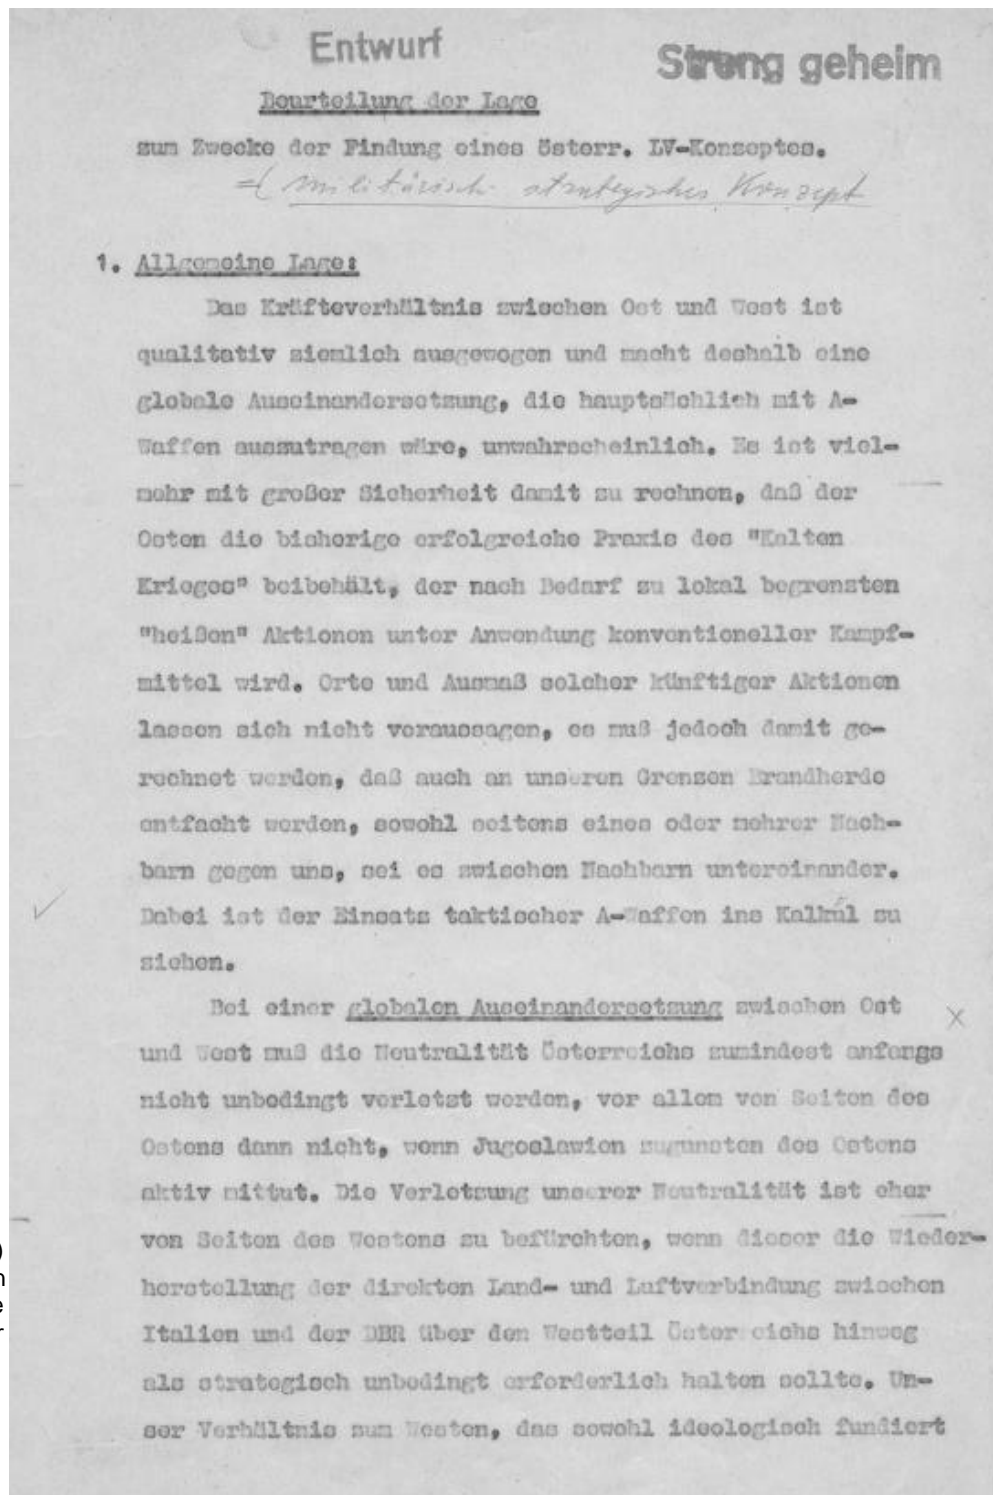 Entwurf
Streng geheim
Beurteilung der Lage
zum Zwecke der Findung eines österr. LV-Konzeptes.
=( militärisch strategisches Konzept
1. Allgemeine Lage:
Das Kräfteverhältnis zwischen Ost und West ist
qualitativ ziemlich ausgewogen und macht deshalb eine
globale Auseinandersetzung, die hauptsächlich mit A-
Waffen auszutragen wäre, unwahrscheinlich. Es ist viel-
mehr mit großer Sicherheit damit zu rechnen, daß der
Osten die bisherige erfolgreiche Praxis des "Kalten
Krieges" beibehält, der nach Bedarf zu lokal begrenzten
"heißen" Aktionen unter Anwendung konventioneller Kampf-
mittel wird. Orte und Ausmaß solcher künftiger Aktionen
lassen sich nicht voraussagen, es muß jedoch damit ge-
rechnet werden, daß auch an unseren Grenzen Brandherde
entfacht werden, sowohl seitens eines oder mehrer Nach-
barn gegen uns, sei es zwischen Nachbarn untereinander.
Dabei ist der Einsatz taktischer A-Waffen ins Kalkül zu
ziehen.
Bei einer globalen Auseinandersetzung zwischen Ost
und West muß die Neutralität Österreichs zumindest anfangs
nicht unbedingt verletzt werden, vor allem von Seiten des
Ostens dann nicht, wenn Jugoslawien zugunsten des Ostens
aktiv mittut. Die Verletzung unserer Neutralität ist eher
von Seiten des Westens zu befürchten, wenn dieser die Wieder-
herstellung der direkten Land- und Luftverbindung zwischen
Italien und der DBR über den Westteil Österreichs hinweg
als strategisch unbedingt erforderlich halten sollte. Un-
ser Verhältnis zum Westen, das sowohl ideologisch fundiert